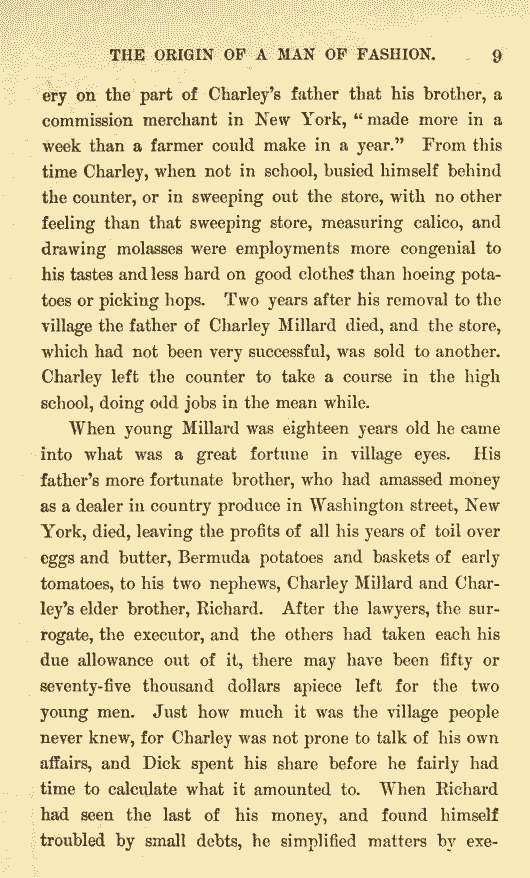 THE ORIGIN OF A MAN OF FASHION. 9
ery on the part of Charley's father that his brother, a
commission merchant in New York, "made more in a
week than a farmer could make in a year." From this
time Charley, when not in school, busied himself behind
the counter, or in sweeping out the store, with no other
feeling than that sweeping store, measuring calico, and
drawing molasses were employments more congenial to
his tastes and less hard on good clothes than hoeing pota-
toes or picking hops. Two years after his removal to the
village the father of Charley Millard died, and the store,
which had not been very successful, was sold to another.
Charley left the counter to take a course in the high
school, doing odd jobs in the mean while.
When young Millard was eighteen years old he came
into what was a great fortune in village eyes. His
father's more fortunate brother, who had amassed money
as a dealer in country produce in Washington street, New
York, died, leaving the profits of all his years of toil over
eggs and butter, Bermuda potatoes and baskets of early
tomatoes, to his two nephews, Charley Millard and Char-
ley's elder brother, Richard. After the lawyers, the sur-
rogate, the executor, and the others had taken each his
due allowance out of it, there may have been fifty or
seventy-five thousand dollars apiece left for the two
young men. Just how much it was the village people
never knew, for Charley was not prone to talk of his own
affairs, and Dick spent his share before he fairly had
time to calculate what it amounted to. When Richard
had seen the last of his money, and found himself
troubled by small debts, he simplified matters by exe-